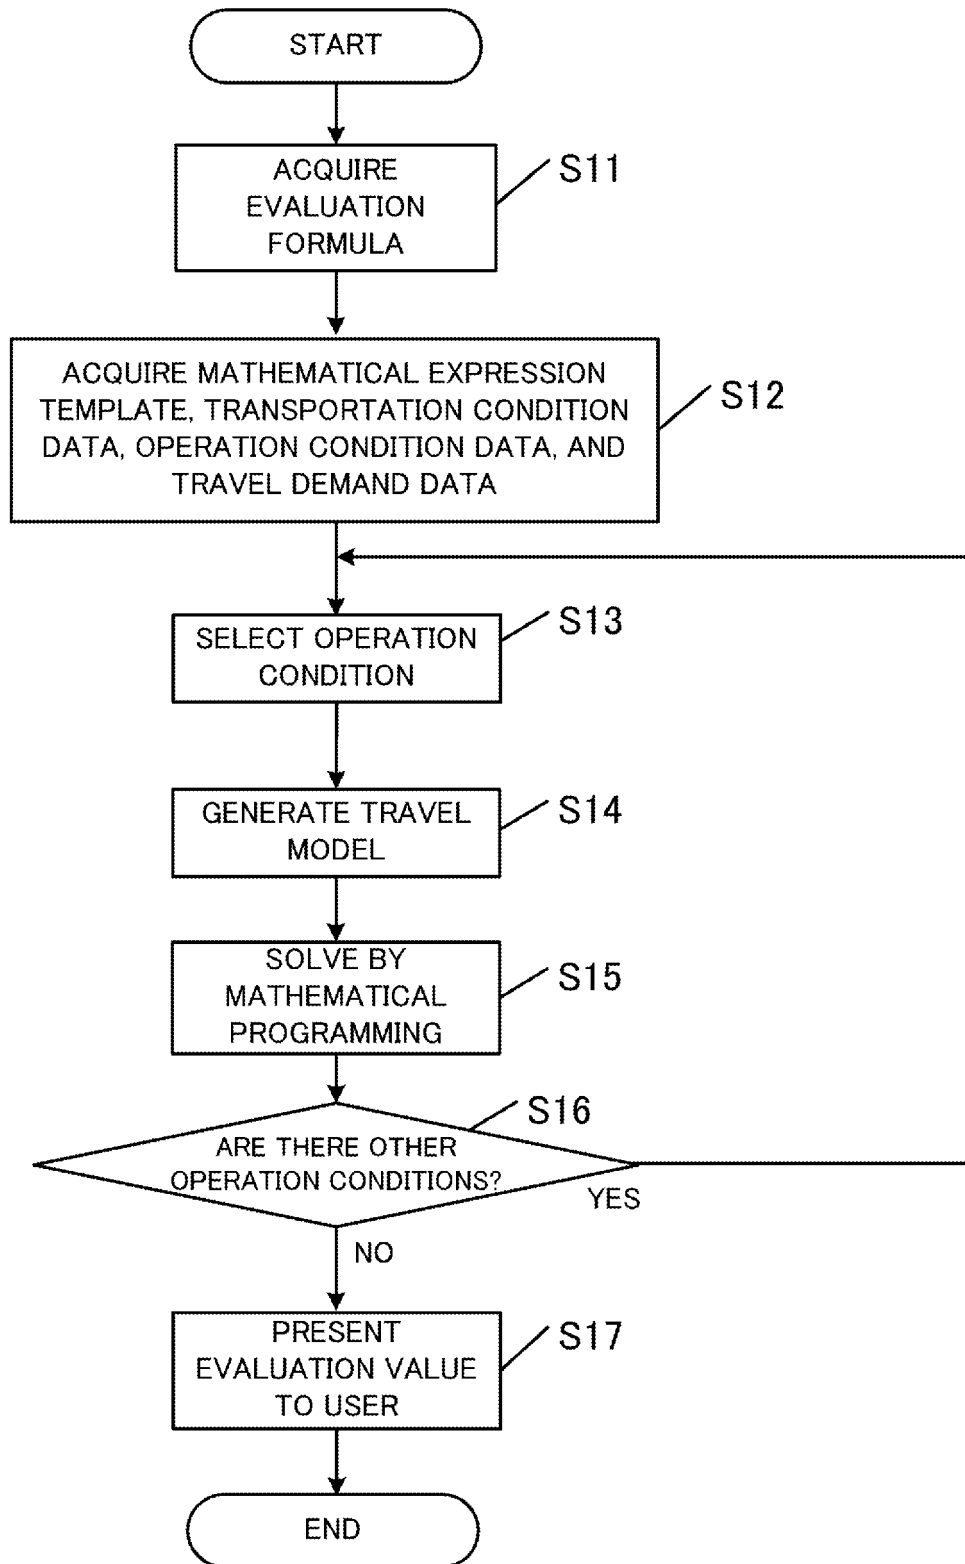 START
ACQUIRE
EVALUATION
FORMULA
S11
ACQUIRE MATHEMATICAL EXPRESSION
TEMPLATE, TRANSPORTATION CONDITION
DATA, OPERATION CONDITION DATA, AND
TRAVEL DEMAND DATA
S12
SELECT OPERATION
CONDITION
S13
GENERATE TRAVEL
MODEL
S14
SOLVE BY
MATHEMATICAL
PROGRAMMING
S15
ARE THERE OTHER
OPERATION CONDITIONS?
S16
YES
NO
PRESENT
EVALUATION VALUE
TO USER
S17
END